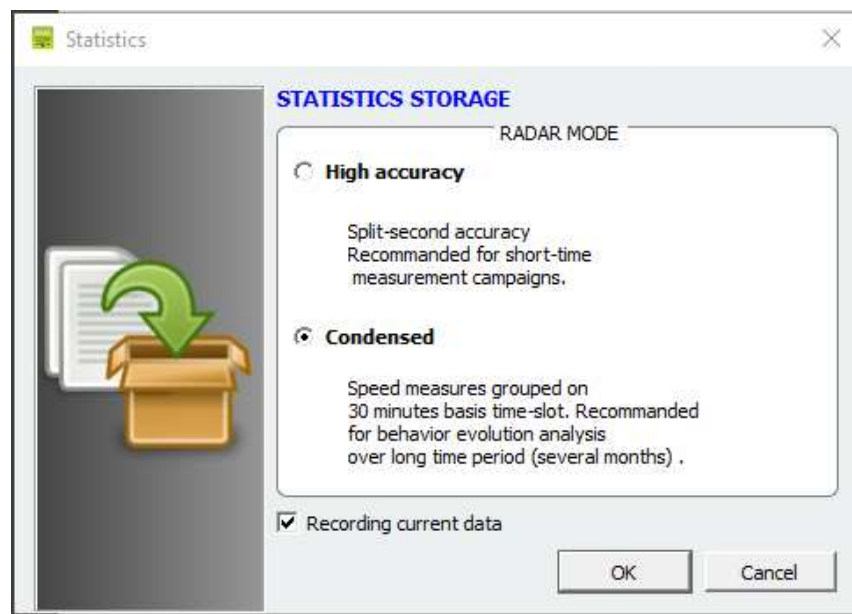 Statistics
STATISTICS STORAGE
RADAR MODE
High accuracy
Split-second accuracy
Recommanded for short-time
measurement campaigns.
Condensed
Speed measures grouped on
30 minutes basis time-slot. Recommanded
for behavior evolution analysis
over long time period (several months) .
Recording current data
OK
Cancel